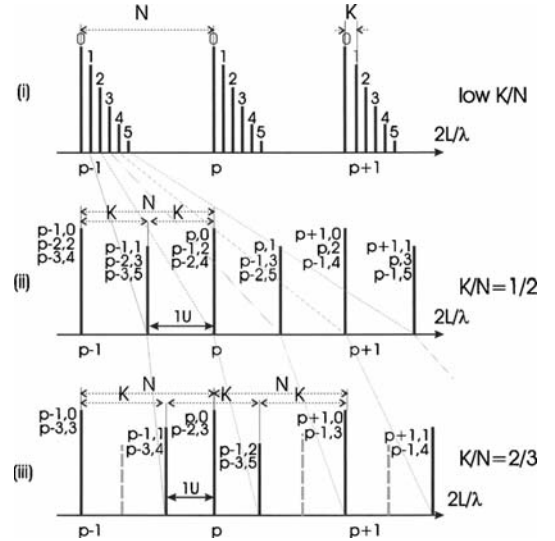 N K
0 0 0
1 1
2 2 2
3 3 3
4 4 4
5 5 5
(i)
low K/N
2L/λ
p-1 p p+1
N
K K
p-1,0
p-2,2
p-3,4
p-1,1
p-2,3
p-3,5
p,0
p-1,2
p-2,4
p,1
p-1,3
p-2,5
p+1,0
p,2
p-1,4
p+1,1
p,3
p-1,5
(ii)
K/N=1/2
1U
2L/λ
p-1 p p+1
N N
K K K
p-1,0
p-3,3
p-1,1
p-3,4
p,0
p-2,3
p-1,2
p-3,5
p+1,0
p-1,3
p+1,1
p-1,4
(iii)
K/N=2/3
1U
2L/λ
p-1 p p+1